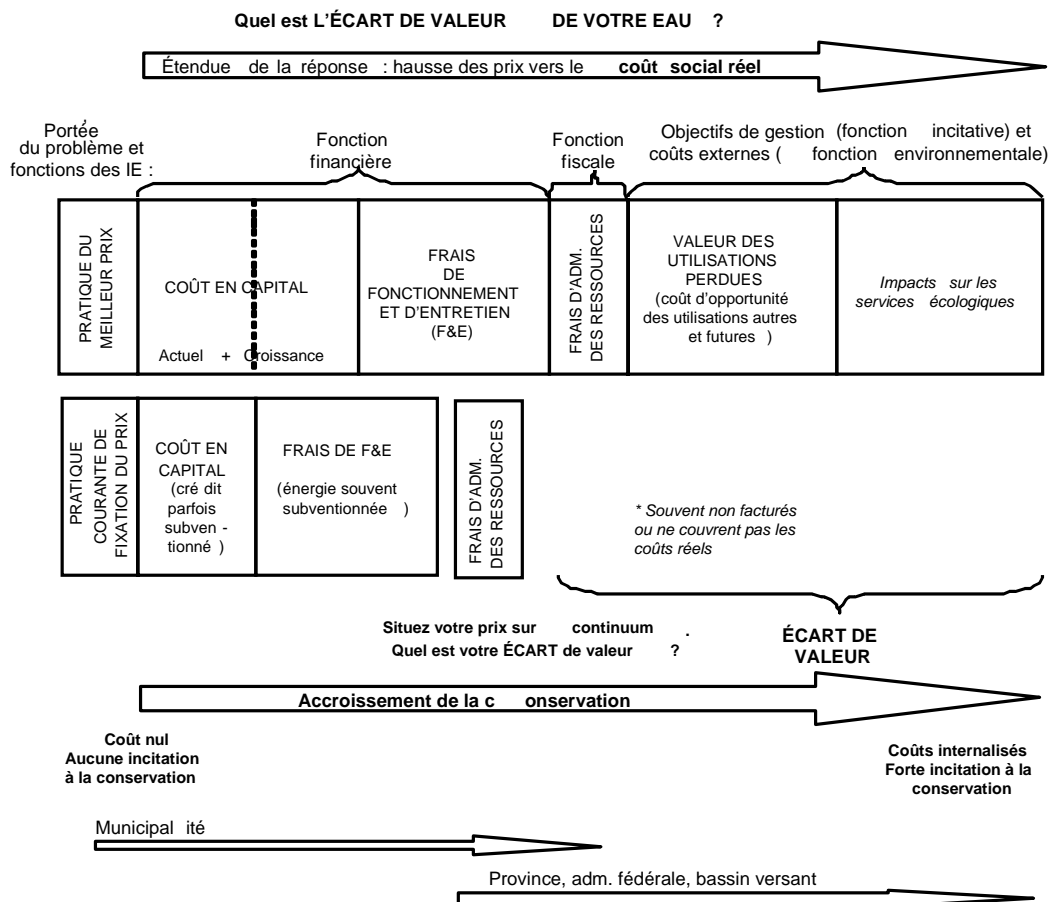 Quel est L’ÉCART DE VALEUR DE VOTRE EAU ?
Étendue de la réponse : hausse des prix vers le coût social réel
Portée
du problème et
fonctions des IE :
Fonction
financière
Fonction
fiscale
Objectifs de gestion (fonction incitative) et
coûts externes ( fonction environnementale)
PRATIQUE DU
MEILLEUR PRIX
COÛT EN CAPITAL
Actuel + Croissance
FRAIS
DE
FONCTIONNEMENT
ET D’ENTRETIEN
(F&E)
FRAIS D’ADM.
DES RESSOURCES
VALEUR DES
UTILISATIONS
PERDUES
(coût d’opportunité
des utilisations autres
et futures )
Impacts sur les
services écologiques
PRATIQUE
COURANTE DE
FIXATION DU PRIX
COÛT EN
CAPITAL
(cré dit
parfois
subven -
tionné )
FRAIS DE F&E
(énergie souvent
subventionnée )
FRAIS D’ADM.
DES RESSOURCES
* Souvent non facturés
ou ne couvrent pas les
coûts réels
Situez votre prix sur continuum .
Quel est votre ÉCART de valeur ?
ÉCART DE
VALEUR
Accroissement de la c onservation
Coût nul
Aucune incitation
à la conservation
Coûts internalisés
Forte incitation à la
conservation
Municipal ité
Province, adm. fédérale, bassin versant